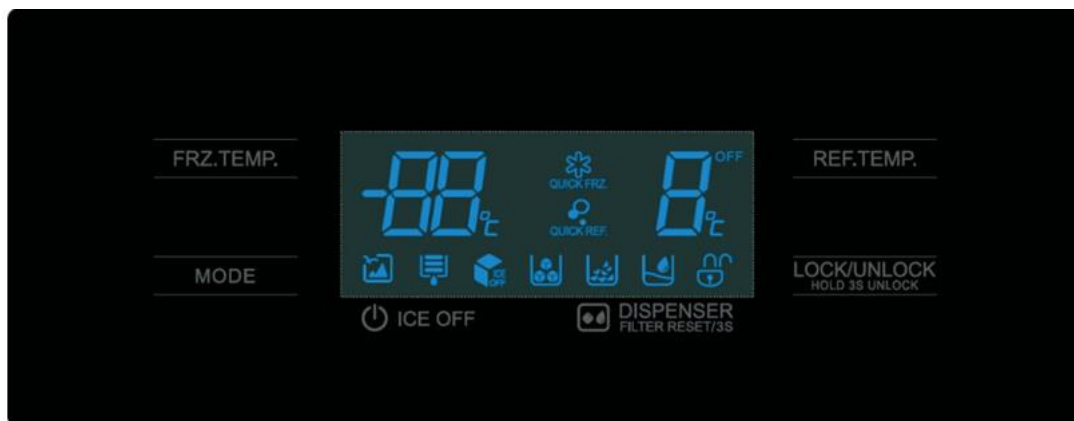 FRZ.TEMP.
-88°C
QUICK FRZ.
QUICK REF.
8°C
OFF
REF.TEMP.
MODE
ICE
OFF
LOCK/UNLOCK
HOLD 3S UNLOCK
ICE OFF
DISPENSER
FILTER RESET/3S